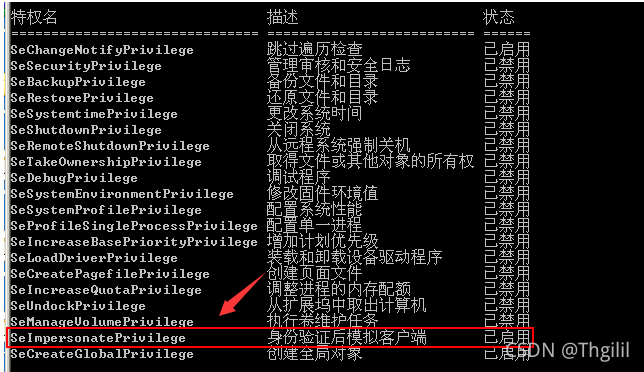 特权名 描述 状态
============================= ========================== ======
SeChangeNotifyPrivilege 跳过遍历检查 已启用
SeSecurityPrivilege 管理审核和安全日志 已禁用
SeBackupPrivilege 备份文件和目录 已禁用
SeRestorePrivilege 还原文件和目录 已禁用
SeSystemtimePrivilege 更改系统时间 已禁用
SeShutdownPrivilege 关闭系统 已禁用
SeRemoteShutdownPrivilege 从远程系统强制关机 已禁用
SeTakeOwnershipPrivilege 取得文件或其他对象的所有权 已禁用
SeDebugPrivilege 调试程序 已禁用
SeSystemEnvironmentPrivilege 修改固件环境值 已禁用
SeSystemProfilePrivilege 配置系统性能 已禁用
SeProfileSingleProcessPrivilege 配置单一进程 已禁用
SeIncreaseBasePriorityPrivilege 增加计划优先级 已禁用
SeLoadDriverPrivilege 装载和卸载设备驱动程序 已禁用
SeCreatePagefilePrivilege 创建页面文件 已禁用
SeIncreaseQuotaPrivilege 调整进程的内存配额 已禁用
SeUndockPrivilege 从扩展坞中取出计算机 已禁用
SeManageVolumePrivilege 执行卷维护任务 已禁用
SeImpersonatePrivilege 身份验证后模拟客户端 已启用
SeCreateGlobalPrivilege 创建全局对象 已启用
CSDN @Thgilil